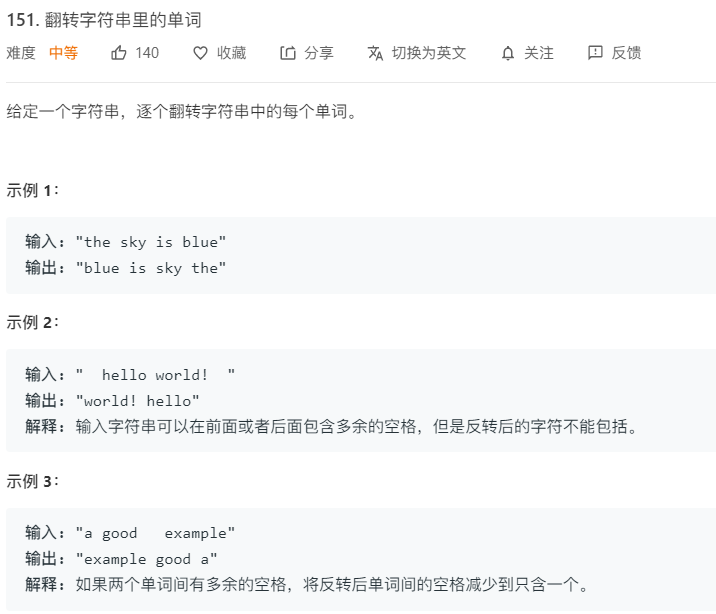 151. 翻转字符串里的单词
难度 中等 140 收藏 分享 切换为英文 关注 反馈
给定一个字符串，逐个翻转字符串中的每个单词。
示例 1：
输入："the sky is blue"
输出："blue is sky the"
示例 2：
输入："  hello world!  "
输出："world! hello"
解释：输入字符串可以在前面或者后面包含多余的空格，但是反转后的字符不能包括。
示例 3：
输入："a good   example"
输出："example good a"
解释：如果两个单词间有多余的空格，将反转后单词间的空格减少到只含一个。